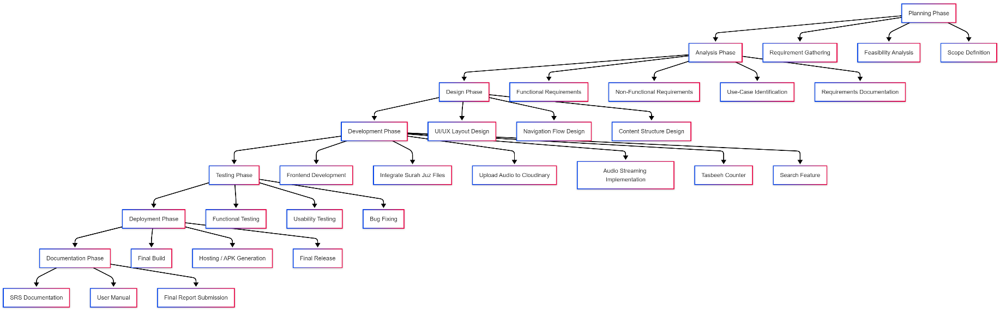 Planning Phase
Analysis Phase
Requirement Gathering
Feasibility Analysis
Scope Definition
Design Phase
Functional Requirements
Non-Functional Requirements
Use-Case Identification
Requirements Documentation
Development Phase
UI/UX Layout Design
Navigation Flow Design
Content Structure Design
Testing Phase
Frontend Development
Integrate Surah Juz Files
Upload Audio to Cloudinary
Audio Streaming
Implementation
Tasbeeh Counter
Search Feature
Deployment Phase
Functional Testing
Usability Testing
Bug Fixing
Documentation Phase
Final Build
Hosting / APK Generation
Final Release
SRS Documentation
User Manual
Final Report Submission